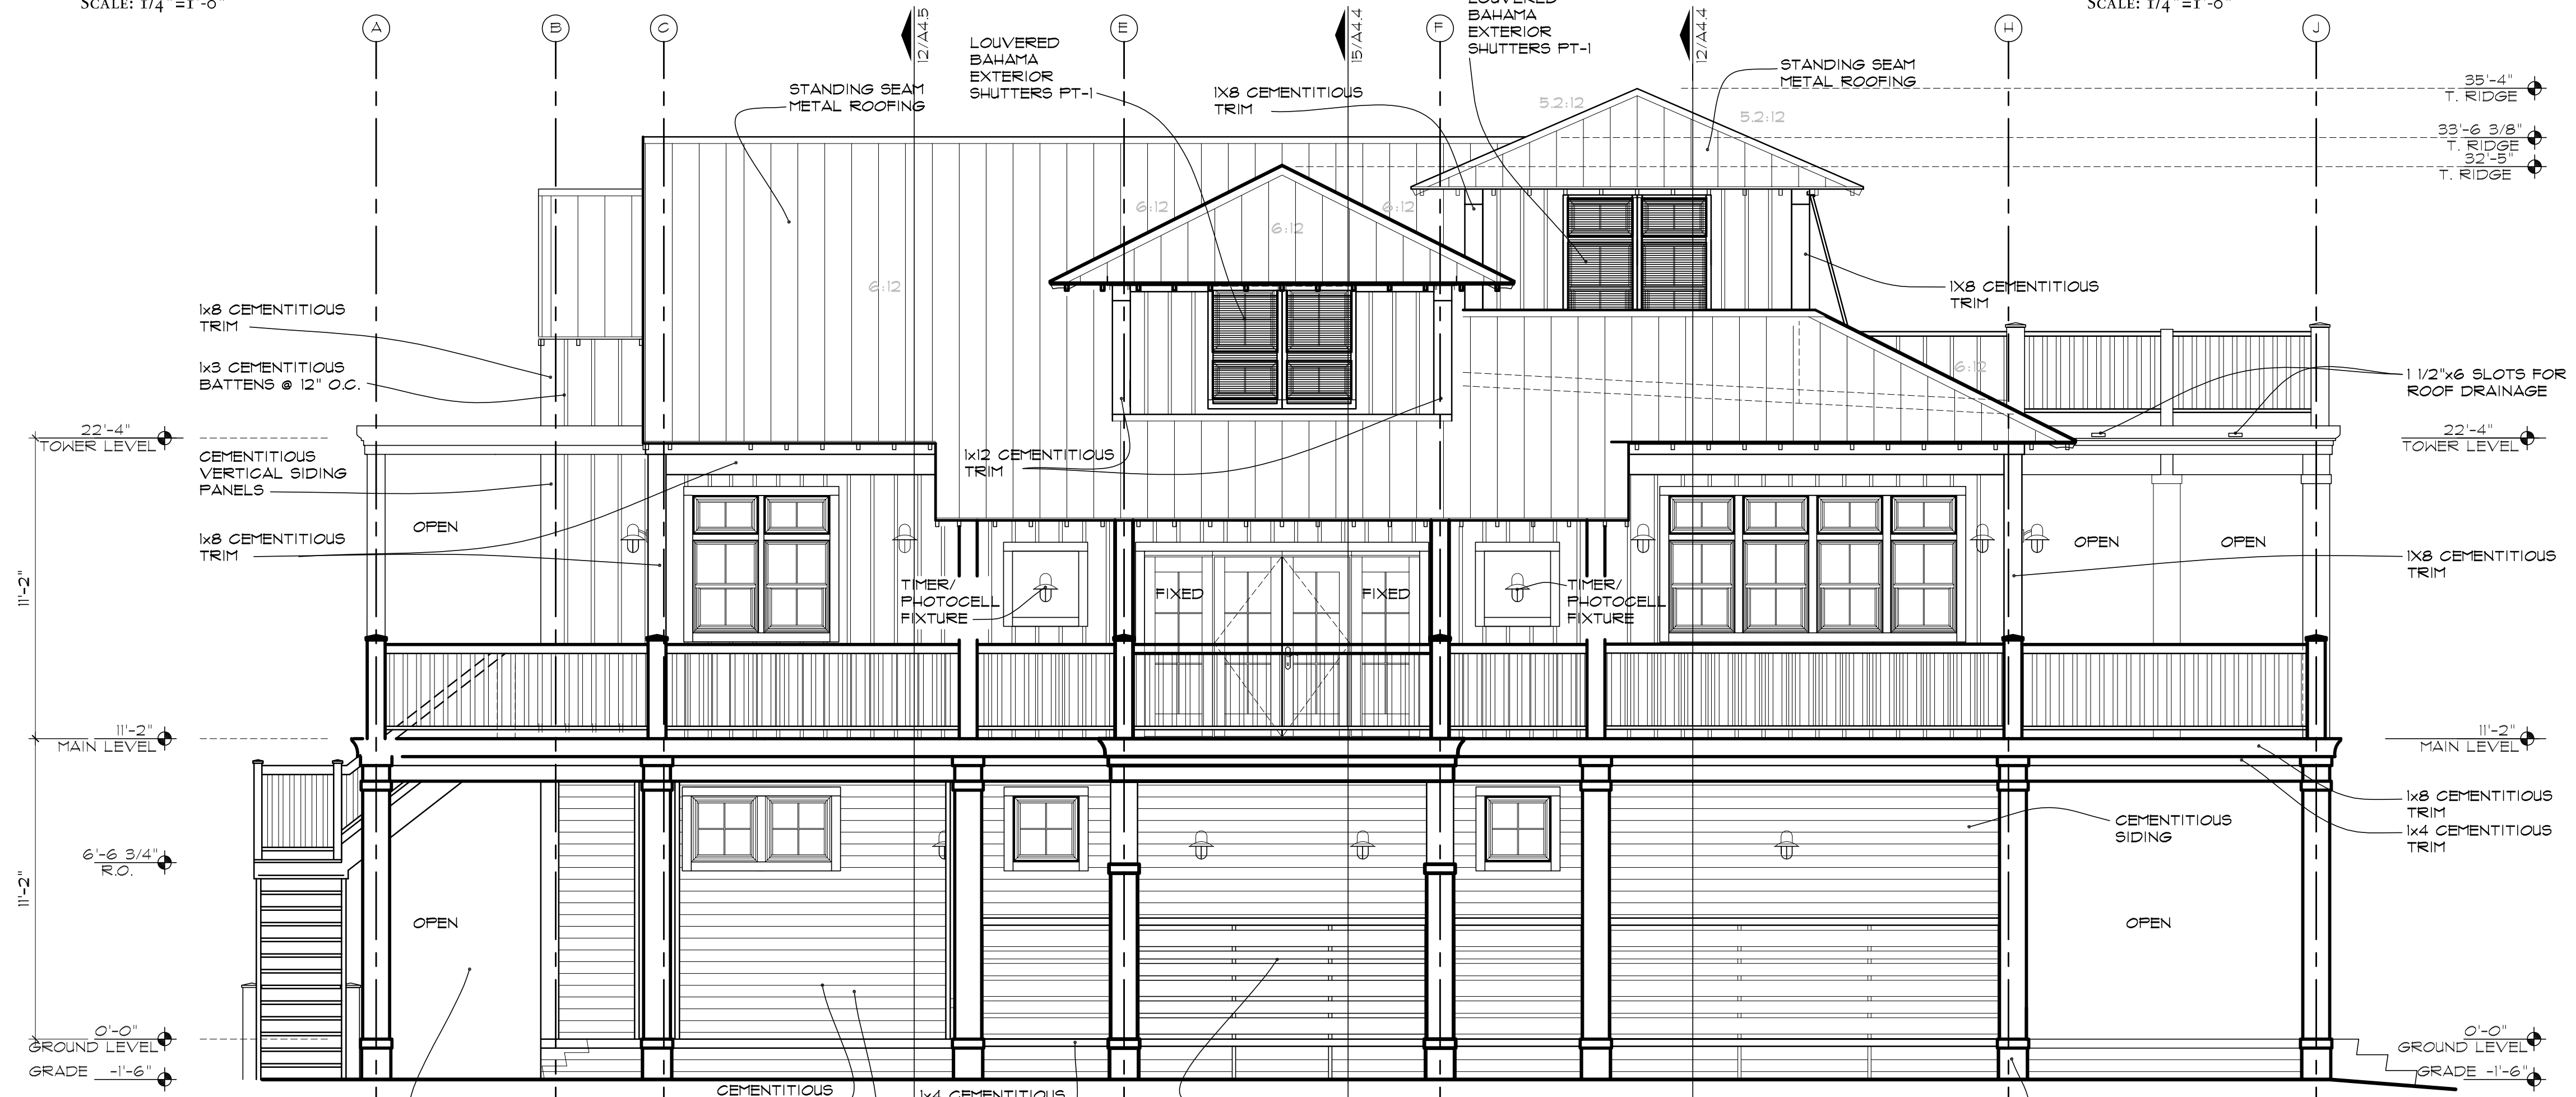 SCALE: 1/4"=1'-0"
SCALE: 1/4"=1'-0"
A
B
C
12/A4.5
E
15/A4.4
F
12/A4.4
H
J
LOUVERED
BAHAMA
EXTERIOR
SHUTTERS PT-1
LOUVERED
BAHAMA
EXTERIOR
SHUTTERS PT-1
STANDING SEAM
METAL ROOFING
1X8 CEMENTITIOUS
TRIM
STANDING SEAM
METAL ROOFING
5.2:12
5.2:12
35'-4"
T. RIDGE
33'-6 3/8"
T. RIDGE
32'-5"
T. RIDGE
6:12
6:12
6:12
6:12
6:12
1x8 CEMENTITIOUS
TRIM
1x3 CEMENTITIOUS
BATTENS @ 12" O.C.
1X8 CEMENTITIOUS
TRIM
1 1/2"x6 SLOTS FOR
ROOF DRAINAGE
22'-4"
TOWER LEVEL
22'-4"
TOWER LEVEL
CEMENTITIOUS
VERTICAL SIDING
PANELS
1x12 CEMENTITIOUS
TRIM
OPEN
1x8 CEMENTITIOUS
TRIM
OPEN
OPEN
1X8 CEMENTITIOUS
TRIM
11'-2"
TIMER/
PHOTOCELL
FIXTURE
FIXED
FIXED
TIMER/
PHOTOCELL
FIXTURE
11'-2"
MAIN LEVEL
11'-2"
MAIN LEVEL
1x8 CEMENTITIOUS
TRIM
1x4 CEMENTITIOUS
TRIM
CEMENTITIOUS
SIDING
6'-6 3/4"
R.O.
11'-2"
OPEN
OPEN
0'-0"
GROUND LEVEL
GRADE -1'-6"
0'-0"
GROUND LEVEL
GRADE -1'-6"
CEMENTITIOUS
1x4 CEMENTITIOUS